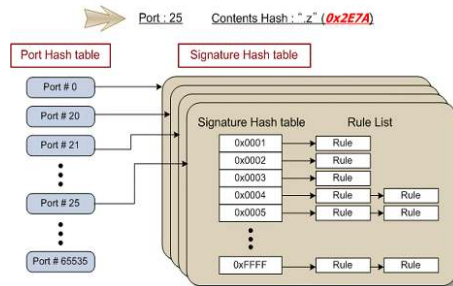 Port : 25 Contents Hash : ".z" (0x2E7A)
Port Hash table Signature Hash table
Port # 0
Port # 20
Port # 21
Port # 25
Port # 65535
Signature Hash table Rule List
0x0001 Rule
0x0002 Rule
0x0003 Rule
0x0004 Rule Rule
0x0005 Rule Rule
0xFFFF Rule Rule